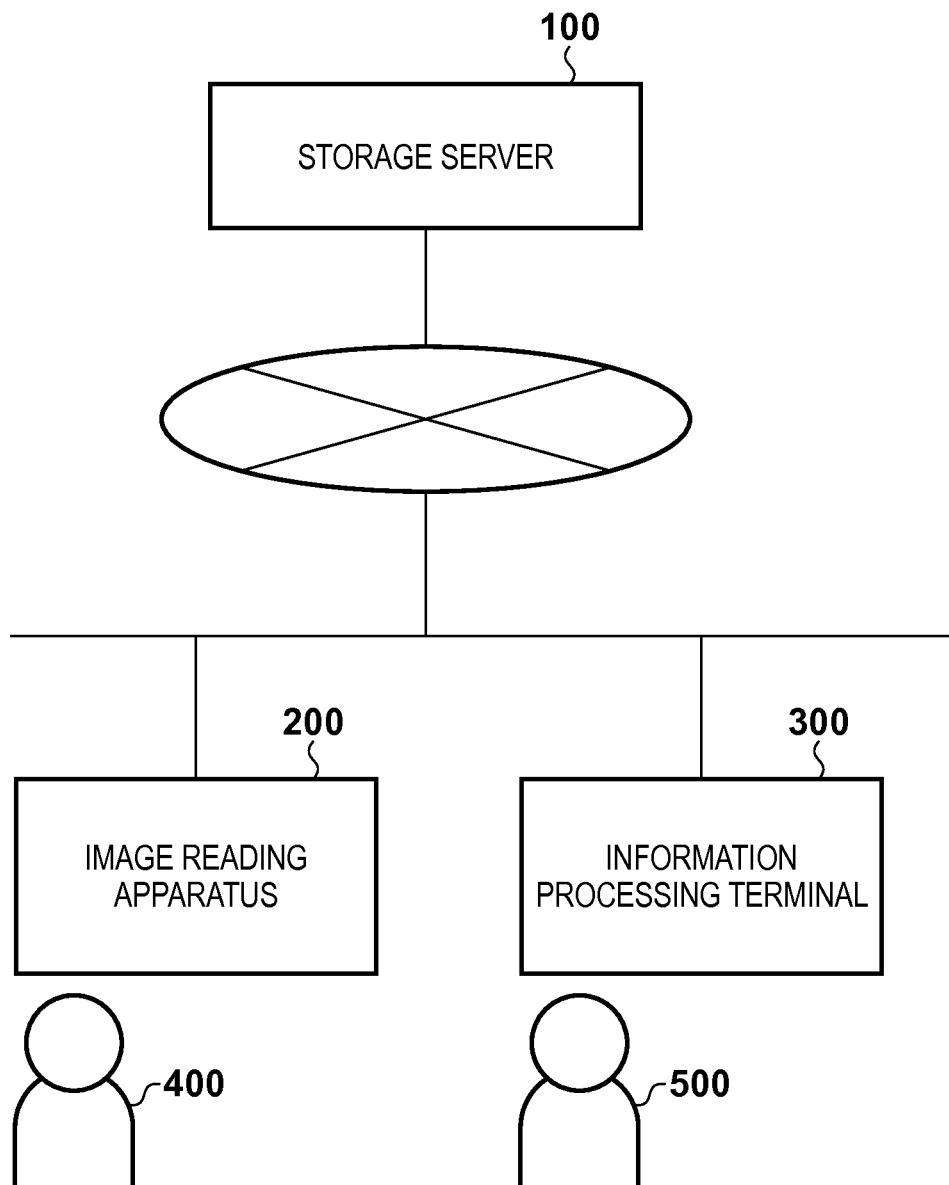 100
STORAGE SERVER
200
300
IMAGE READING
APPARATUS
INFORMATION
PROCESSING TERMINAL
400
500